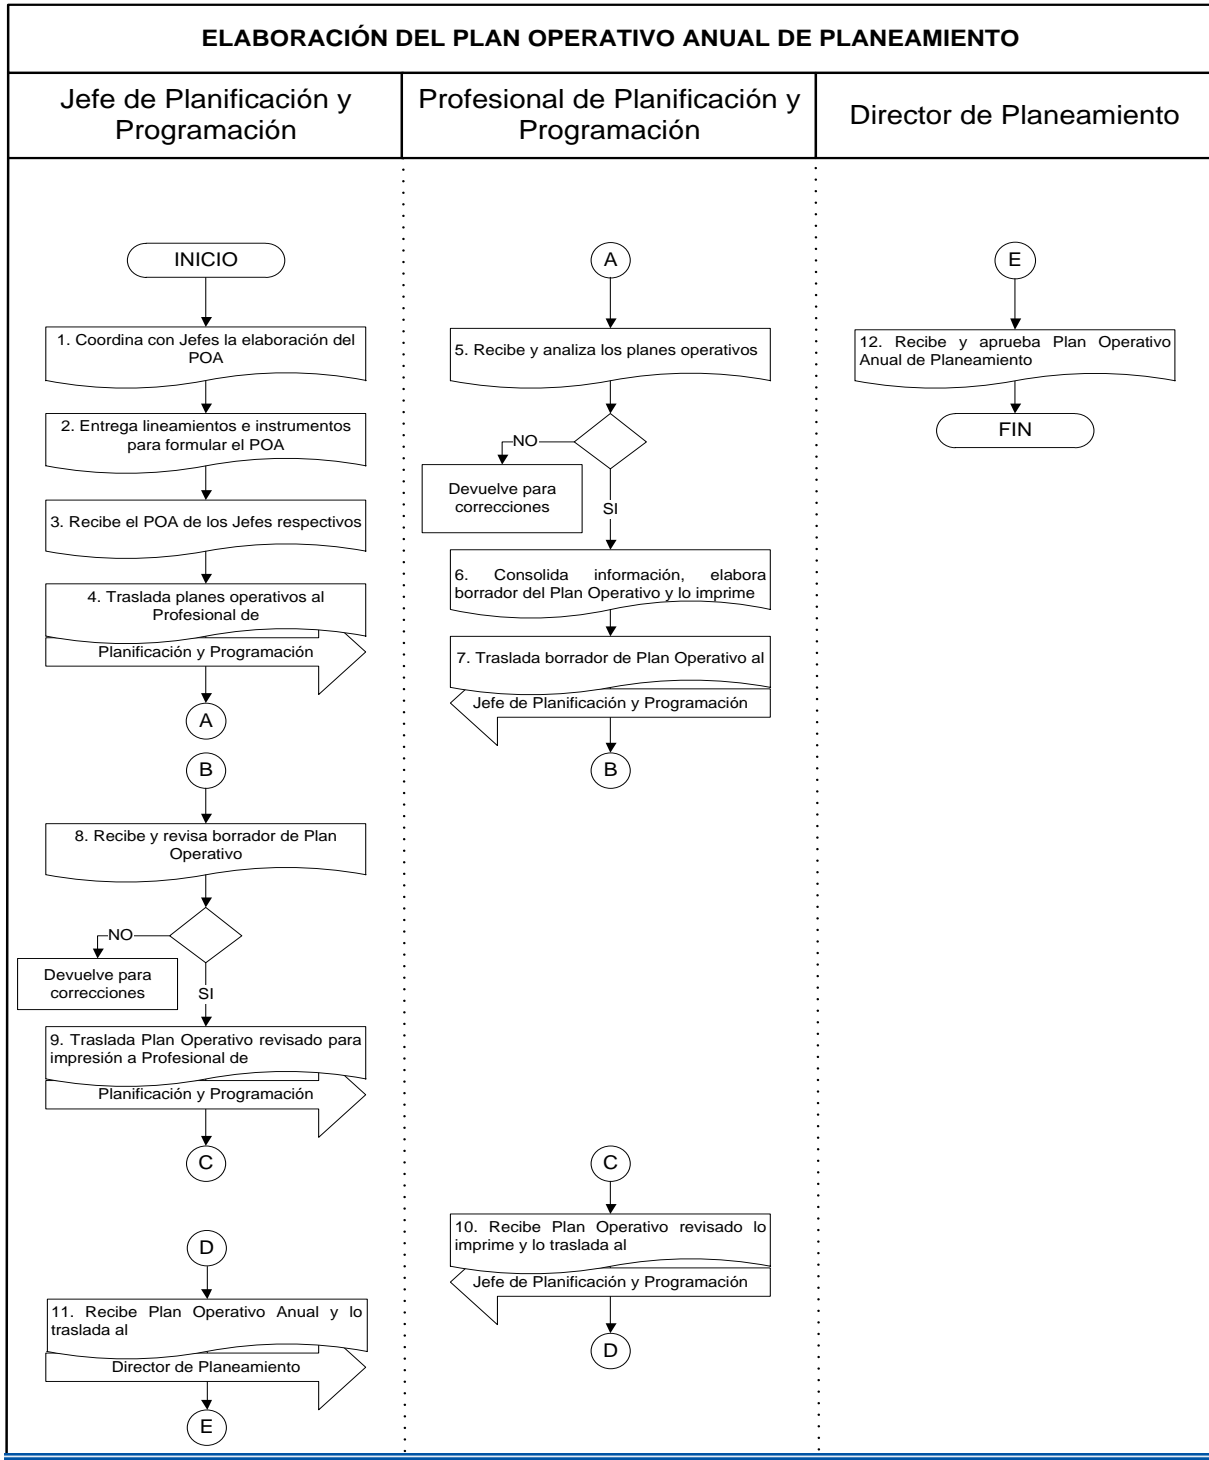 ELABORACIÓN DEL PLAN OPERATIVO ANUAL DE PLANEAMIENTO
Jefe de Planificación y
Programación
Profesional de Planificación y
Programación
Director de Planeamiento
INICIO
1. Coordina con Jefes la elaboración del
POA
2. Entrega lineamientos e instrumentos
para formular el POA
3. Recibe el POA de los Jefes respectivos
4. Traslada planes operativos al
Profesional de
Planificación y Programación
A
B
8. Recibe y revisa borrador de Plan
Operativo
NO
Devuelve para
correcciones
SI
9. Traslada Plan Operativo revisado para
impresión a Profesional de
Planificación y Programación
C
D
11. Recibe Plan Operativo Anual y lo
traslada al
Director de Planeamiento
E
A
5. Recibe y analiza los planes operativos
NO
Devuelve para
correcciones
SI
6. Consolida información, elabora
borrador del Plan Operativo y lo imprime
7. Traslada borrador de Plan Operativo al
Jefe de Planificación y Programación
B
C
10. Recibe Plan Operativo revisado lo
imprime y lo traslada al
Jefe de Planificación y Programación
D
E
12. Recibe y aprueba Plan Operativo
Anual de Planeamiento
FIN